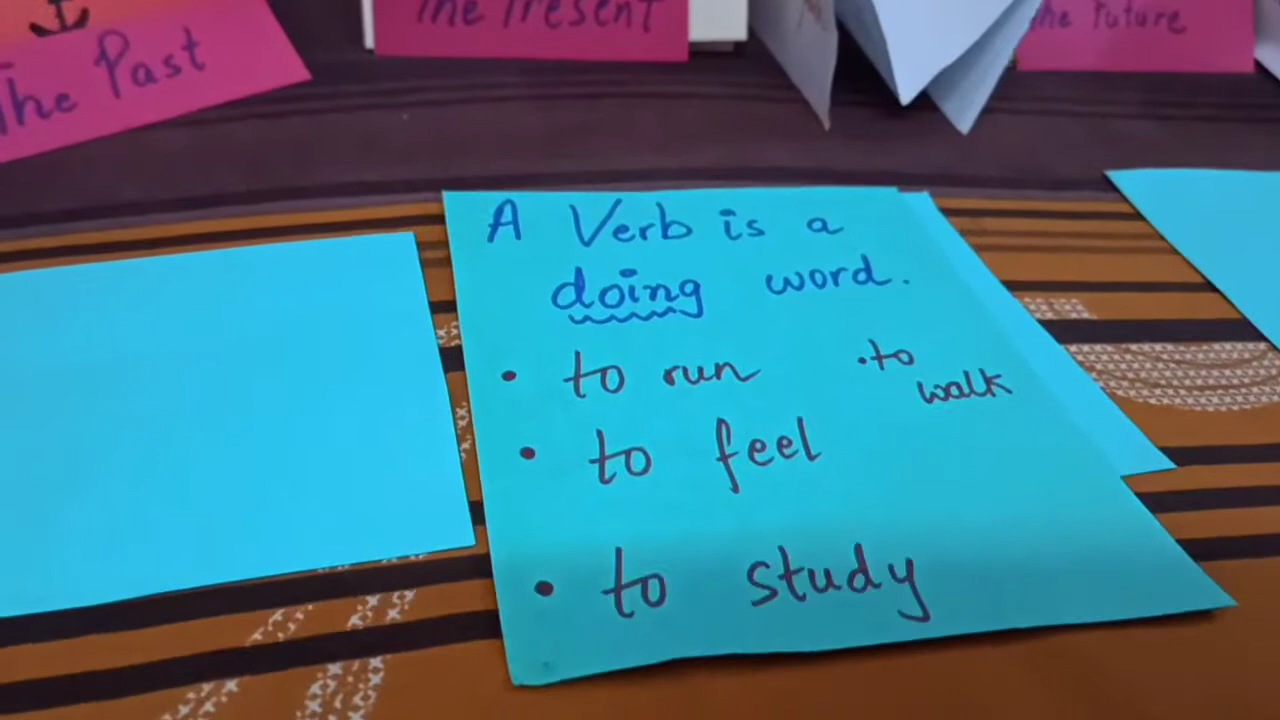 The Past
The Present
The Future
A Verb is a
doing word.
• to run
• to
walk
• to feel
• to study